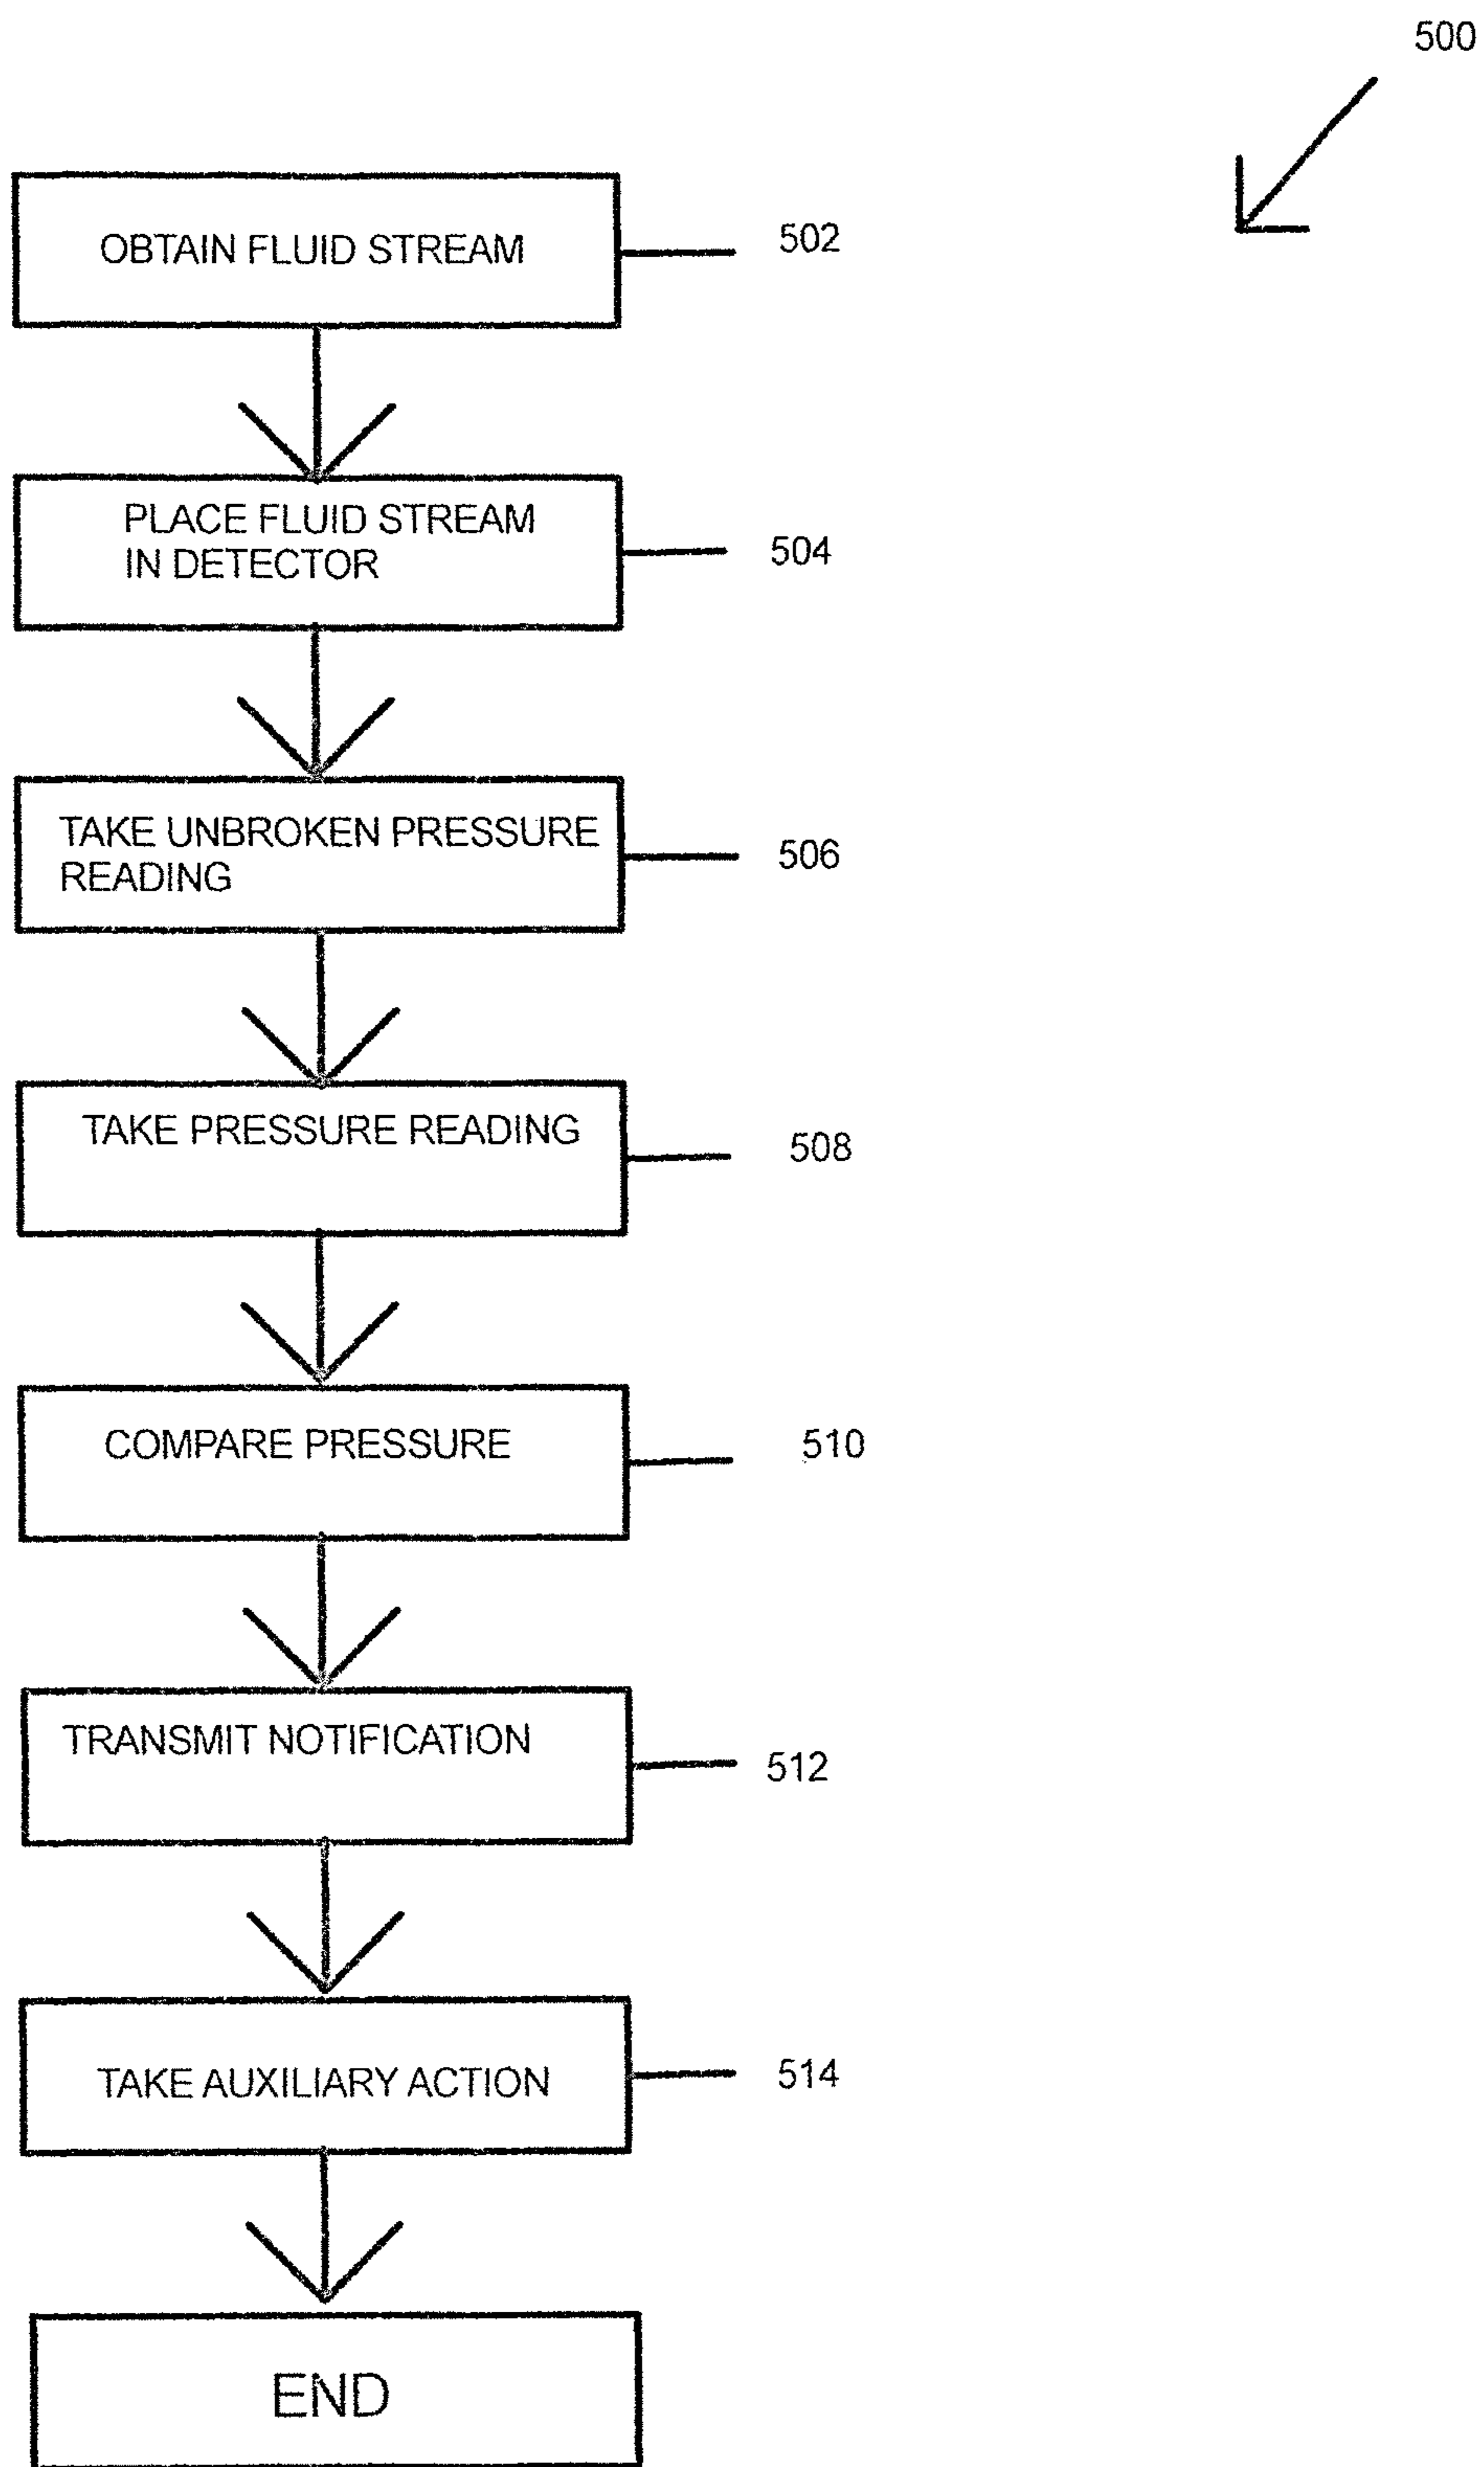 500
OBTAIN FLUID STREAM
502
PLACE FLUID STREAM
IN DETECTOR
504
TAKE UNBROKEN PRESSURE
READING
506
TAKE PRESSURE READING
508
COMPARE PRESSURE
510
TRANSMIT NOTIFICATION
512
TAKE AUXILIARY ACTION
514
END